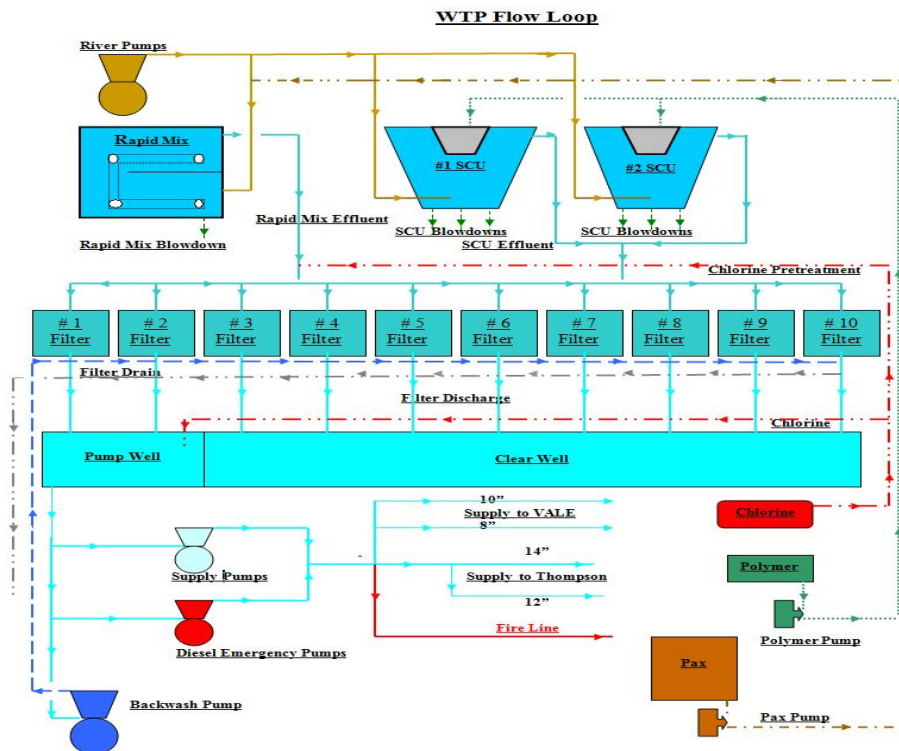 WTP Flow Loop
River Pumps
Rapid Mix
#1 SCU
#2 SCU
Rapid Mix Effluent
Rapid Mix Blowdown
SCU Blowdowns
SCU Effluent
SCU Blowdowns
Chlorine Pretreatment
# 1
Filter
# 2
Filter
# 3
Filter
# 4
Filter
# 5
Filter
# 6
Filter
# 7
Filter
# 8
Filter
# 9
Filter
# 10
Filter
Filter Drain
Filter Discharge
Chlorine
Pump Well
Clear Well
10”
Supply to VALE
8”
Chlorine
14”
Supply Pumps
Supply to Thompson
12”
Polymer
Fire Line
Polymer Pump
Diesel Emergency Pumps
Pax
Backwash Pump
Pax Pump